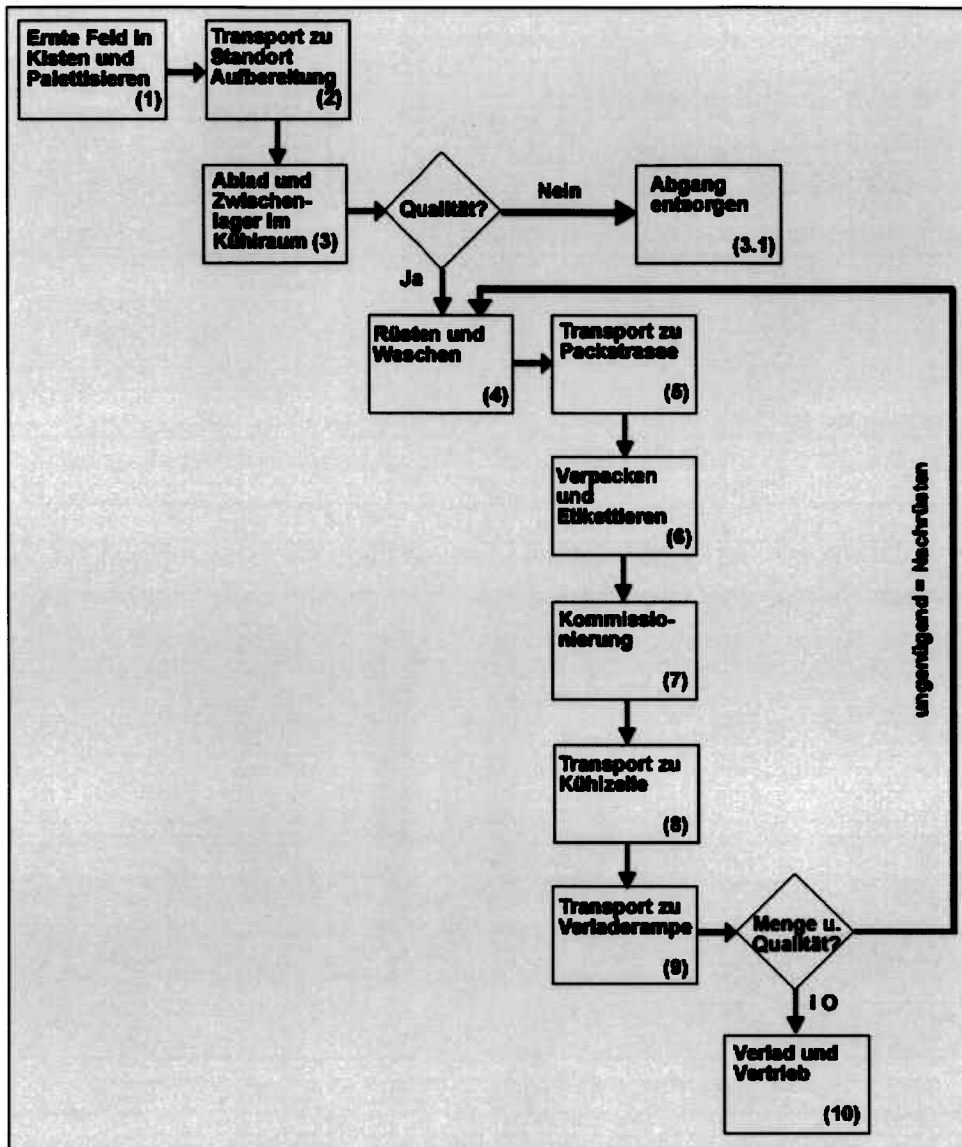 Ernte Feld in
Kisten und
Palettisieren
(1)
Transport zu
Standort
Aufbereitung
(2)
Ablad und
Zwischen-
lager im
Kühlraum (3)
Qualität?
Nein
Abgang
entsorgen
(3.1)
Ja
Rüsten und
Waschen
(4)
Transport zu
Packstrasse
(5)
Verpacken
und
Etikettieren
(6)
Kommissio-
nierung
(7)
Transport zu
Kühlzelle
(8)
Transport zu
Verladerampe
(9)
Menge u.
Qualität?
ungenügend = Nachrüsten
I O
Verlad und
Vertrieb
(10)